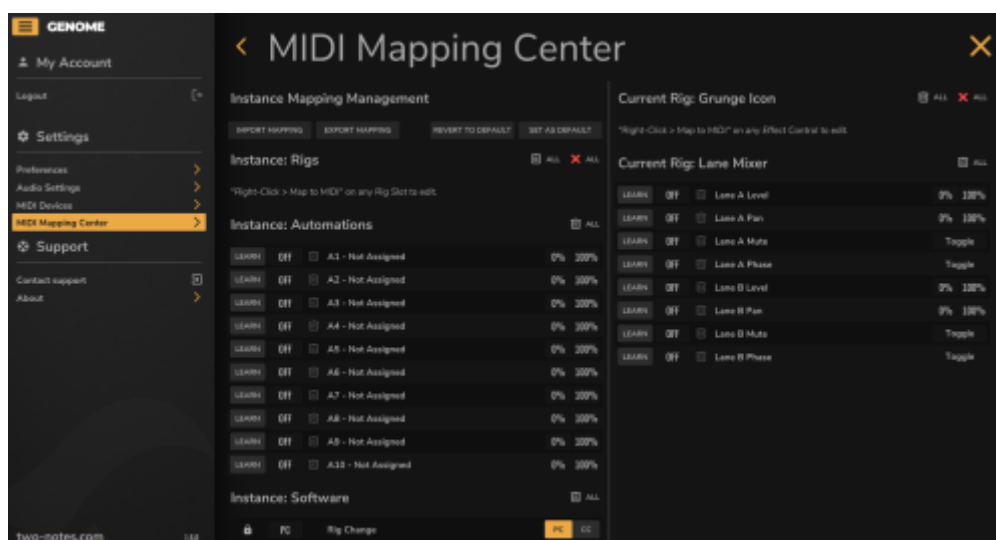 GENOME
My Account
Logout
Settings
Preferences
Audio Settings
MIDI Devices
MIDI Mapping Center
Support
Contact support
About
two-notes.com
MIDI Mapping Center
Instance Mapping Management
IMPORT MAPPING EXPORT MAPPING REVERT TO DEFAULT SET AS DEFAULT
Instance: Rigs ALL ALL
"Right-Click > Map to MIDI" on any Rig Slot to edit.
Instance: Automations ALL
LEARN OFF A1 - Not Assigned 0% 100%
LEARN OFF A2 - Not Assigned 0% 100%
LEARN OFF A3 - Not Assigned 0% 100%
LEARN OFF A4 - Not Assigned 0% 100%
LEARN OFF A5 - Not Assigned 0% 100%
LEARN OFF A6 - Not Assigned 0% 100%
LEARN OFF A7 - Not Assigned 0% 100%
LEARN OFF A8 - Not Assigned 0% 100%
LEARN OFF A9 - Not Assigned 0% 100%
LEARN OFF A10 - Not Assigned 0% 100%
Instance: Software ALL
PC Rig Change PC CC
Current Rig: Grunge Icon ALL ALL
"Right-Click > Map to MIDI" on any Effect Control to edit.
Current Rig: Lane Mixer ALL
LEARN OFF Lane A Level 0% 100%
LEARN OFF Lane A Pan 0% 100%
LEARN OFF Lane A Mute Toggle
LEARN OFF Lane A Phase Toggle
LEARN OFF Lane B Level 0% 100%
LEARN OFF Lane B Pan 0% 100%
LEARN OFF Lane B Mute Toggle
LEARN OFF Lane B Phase Toggle